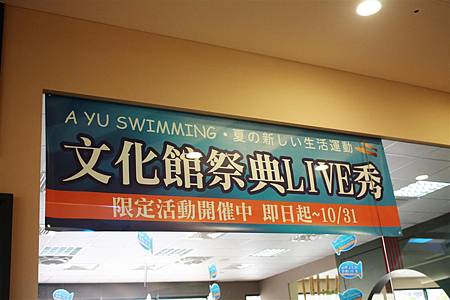 A YU SWIMMING・夏の新しい生活運動
文化館祭典LIVE秀
限定活動開催中 即日起~10/31